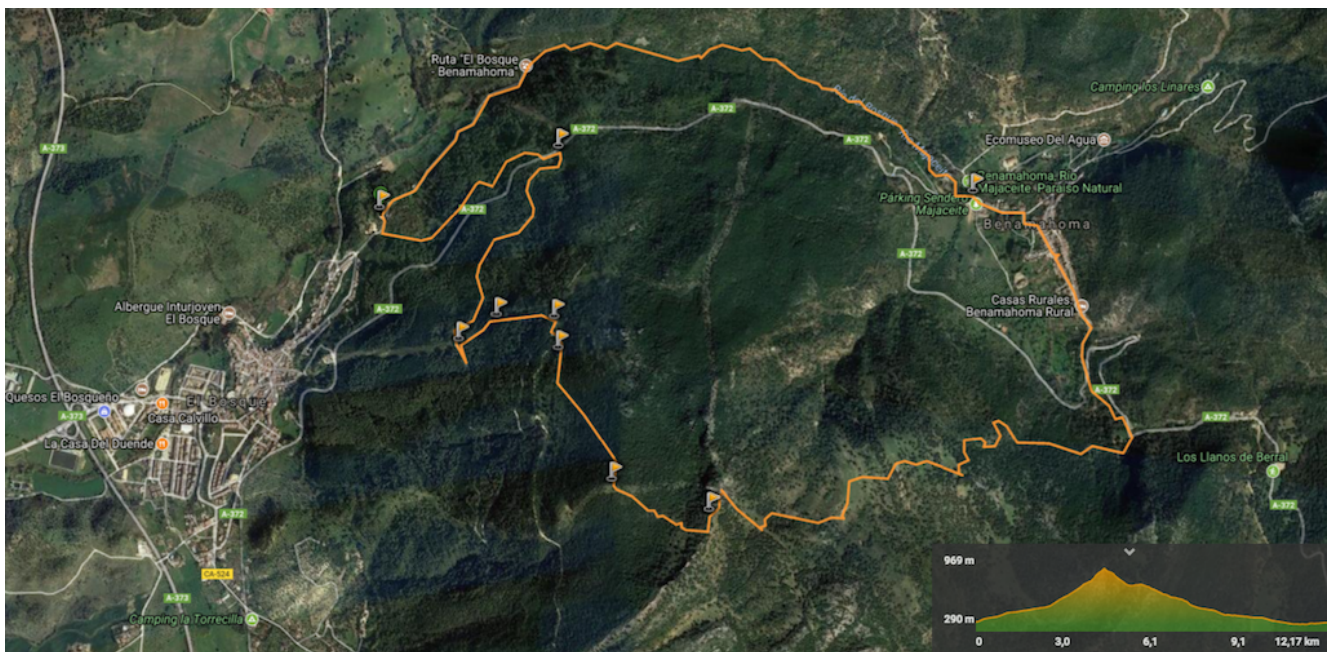 Ruta "El Bosque
Benamahoma"
Camping los Linares
A-372
A-372
A-373
Ecomuseo Del Agua
A-372
Benamahoma, Río
Majaceite -Paraíso Natural
'Párking Sendero
Majaceite
A-372
Benamahoma
A-372
Casas Rurales
Benamahoma Rural
Albergue Inturjoven
El Bosque
A-372
A-372
Quesos El Bosqueño
El Bosque
A-373
Casa Calvillo
A-372
La Casa Del Duende
Los Llanos de Berral
A-372
A-372
CA-524
A-373
Camping la Torrecilla
969 m
290 m
0 3,0 6,1 9,1 12,17 km